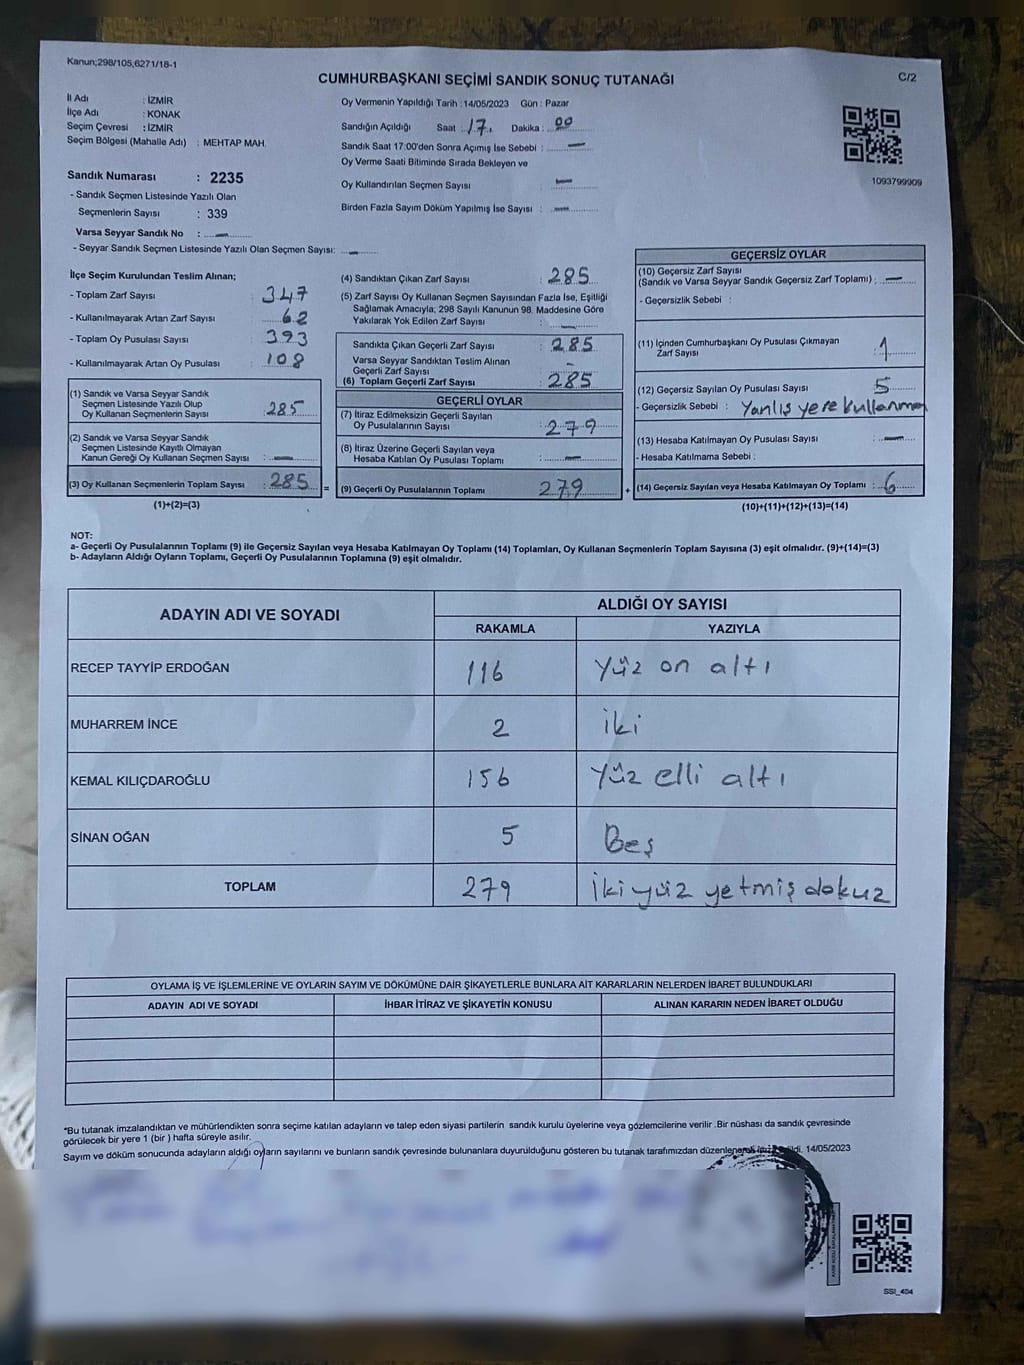 Kanun;298/105,6271/18-1
CUMHURBAŞKANI SEÇİMİ SANDIK SONUÇ TUTANAĞI
C/2
İl Adı : İZMİR
İlçe Adı : KONAK
Seçim Çevresi : İZMİR
Seçim Bölgesi (Mahalle Adı) : MEHTAP MAH.
Sandık Numarası : 2235
- Sandık Seçmen Listesinde Yazılı Olan
Seçmenlerin Sayısı : 339
Varsa Seyyar Sandık No : —
- Seyyar Sandık Seçmen Listesinde Yazılı Olan Seçmen Sayısı: —
Oy Vermenin Yapıldığı Tarih :14/05/2023 Gün : Pazar
Sandığın Açıldığı Saat : 17. Dakika : 00
Sandık Saat 17:00'den Sonra Açımış İse Sebebi : —
Oy Verme Saati Bitiminde Sırada Bekleyen ve
Oy Kullandırılan Seçmen Sayısı : —
Birden Fazla Sayım Döküm Yapılmış İse Sayısı : —
1093799909
İlçe Seçim Kurulundan Teslim Alınan;
- Toplam Zarf Sayısı : 347
- Kullanılmayarak Artan Zarf Sayısı : 62
- Toplam Oy Pusulası Sayısı : 393
- Kullanılmayarak Artan Oy Pusulası : 108
(1) Sandık ve Varsa Seyyar Sandık
Seçmen Listesinde Yazılı Olup
Oy Kullanan Seçmenlerin Sayısı : 285
(2) Sandık ve Varsa Seyyar Sandık
Seçmen Listesinde Kayıtlı Olmayan
Kanun Gereği Oy Kullanan Seçmen Sayısı : —
(3) Oy Kullanan Seçmenlerin Toplam Sayısı : 285 =
(1)+(2)=(3)
(4) Sandıktan Çıkan Zarf Sayısı : 285
(5) Zarf Sayısı Oy Kullanan Seçmen Sayısından Fazla İse, Eşitliği
Sağlamak Amacıyla; 298 Sayılı Kanunun 98. Maddesine Göre
Yakılarak Yok Edilen Zarf Sayısı : —
Sandıkta Çıkan Geçerli Zarf Sayısı : 285
Varsa Seyyar Sandıktan Teslim Alınan
Geçerli Zarf Sayısı : –
(6) Toplam Geçerli Zarf Sayısı : 285
GEÇERLİ OYLAR
(7) İtiraz Edilmeksizin Geçerli Sayılan
Oy Pusulalarının Sayısı : 279
(8) İtiraz Üzerine Geçerli Sayılan veya
Hesaba Katılan Oy Pusulası Toplamı : —
(9) Geçerli Oy Pusulalarının Toplamı : 279 +
GEÇERSİZ OYLAR
(10) Geçersiz Zarf Sayısı
(Sandık ve Varsa Seyyar Sandık Geçersiz Zarf Toplamı) : —
- Geçersizlik Sebebi :
(11) İçinden Cumhurbaşkanı Oy Pusulası Çıkmayan
Zarf Sayısı : 1
(12) Geçersiz Sayılan Oy Pusulası Sayısı : 5
- Geçersizlik Sebebi : Yanlış yere kullanma
(13) Hesaba Katılmayan Oy Pusulası Sayısı : —
- Hesaba Katılmama Sebebi :
(14) Geçersiz Sayılan veya Hesaba Katılmayan Oy Toplamı : 6
(10)+(11)+(12)+(13)=(14)
NOT:
a- Geçerli Oy Pusulalarının Toplamı (9) ile Geçersiz Sayılan veya Hesaba Katılmayan Oy Toplamı (14) Toplamları, Oy Kullanan Seçmenlerin Toplam Sayısına (3) eşit olmalıdır. (9)+(14)=(3)
b- Adayların Aldığı Oyların Toplamı, Geçerli Oy Pusulalarının Toplamına (9) eşit olmalıdır.
ADAYIN ADI VE SOYADI
ALDIĞI OY SAYISI
RAKAMLA YAZIYLA
RECEP TAYYİP ERDOĞAN 116 Yüz on altı
MUHARREM İNCE 2 İki
KEMAL KILIÇDAROĞLU 156 Yüz elli altı
SİNAN OĞAN 5 Beş
TOPLAM 279 İkiyüz yetmiş dokuz
OYLAMA İŞ VE İŞLEMLERİNE VE OYLARIN SAYIM VE DÖKÜMÜNE DAİR ŞİKAYETLERLE BUNLARA AİT KARARLARIN NELERDEN İBARET BULUNDUKLARI
ADAYIN ADI VE SOYADI İHBAR İTİRAZ VE ŞİKAYETİN KONUSU ALINAN KARARIN NEDEN İBARET OLDUĞU
*Bu tutanak imzalandıktan ve mühürlendikten sonra seçime katılan adayların ve talep eden siyasi partilerin sandık kurulu üyelerine veya gözlemcilerine verilir .Bir nüshası da sandık çevresinde
görülecek bir yere 1 (bir ) hafta süreyle asılır.
Sayım ve döküm sonucunda adayların aldığı oyların sayılarını ve bunların sandık çevresinde bulunanlara duyurulduğunu gösteren bu tutanak tarafımızdan düzenlenerek 14/05/2023
SSI_404